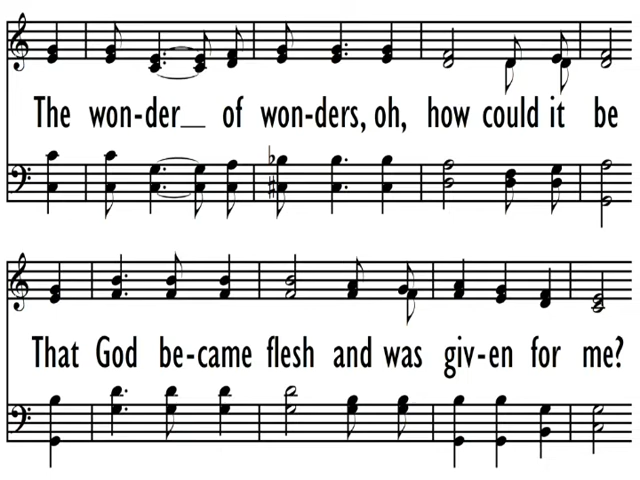 The won-der__ of won-ders, oh, how could it be
That God be-came flesh and was giv-en for me?